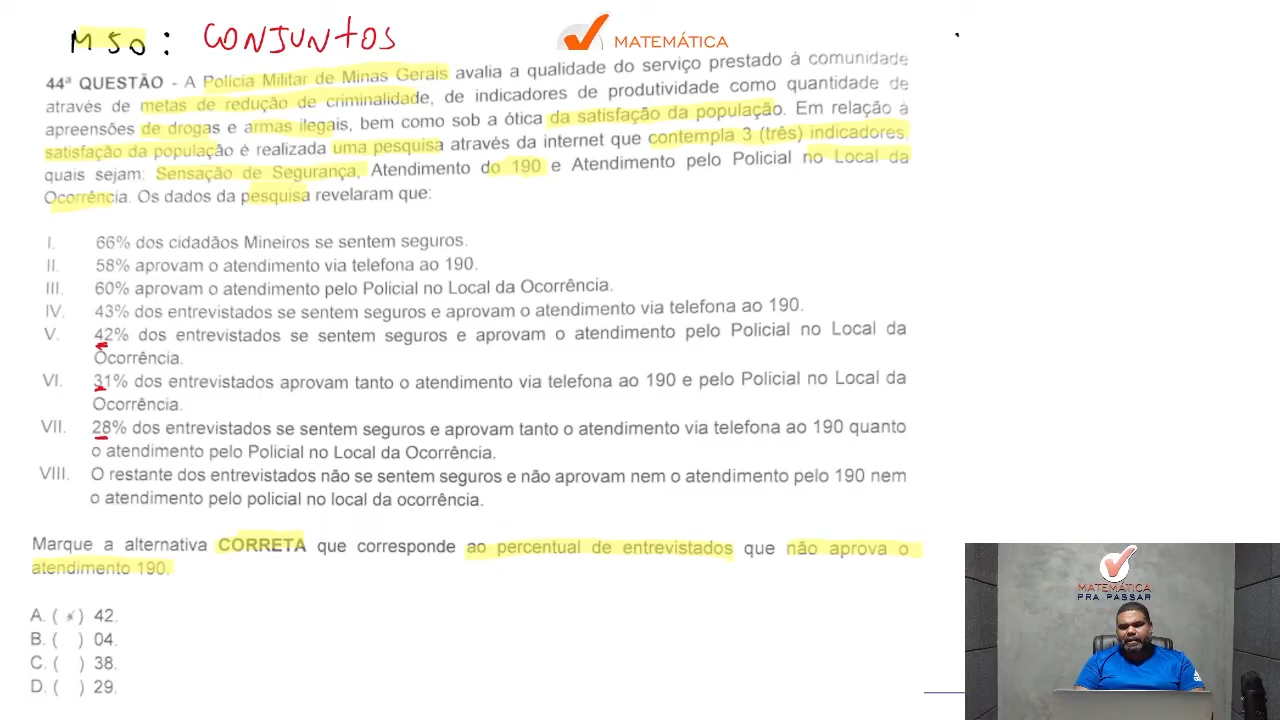 M50: CONJUNTOS
MATEMÁTICA
44ª QUESTÃO - A Polícia Militar de Minas Gerais avalia a qualidade do serviço prestado à comunidade
através de metas de redução de criminalidade, de indicadores de produtividade como quantidade de
apreensões de drogas e armas ilegais, bem como sob a ótica da satisfação da população. Em relação à
satisfação da população é realizada uma pesquisa através da internet que contempla 3 (três) indicadores,
quais sejam: Sensação de Segurança, Atendimento do 190 e Atendimento pelo Policial no Local da
Ocorrência. Os dados da pesquisa revelaram que:
I. 66% dos cidadãos Mineiros se sentem seguros.
II. 58% aprovam o atendimento via telefona ao 190.
III. 60% aprovam o atendimento pelo Policial no Local da Ocorrência.
IV. 43% dos entrevistados se sentem seguros e aprovam o atendimento via telefona ao 190.
V. 42% dos entrevistados se sentem seguros e aprovam o atendimento pelo Policial no Local da
Ocorrência.
VI. 31% dos entrevistados aprovam tanto o atendimento via telefona ao 190 e pelo Policial no Local da
Ocorrência.
VII. 28% dos entrevistados se sentem seguros e aprovam tanto o atendimento via telefona ao 190 quanto
o atendimento pelo Policial no Local da Ocorrência.
VIII. O restante dos entrevistados não se sentem seguros e não aprovam nem o atendimento pelo 190 nem
o atendimento pelo policial no local da ocorrência.
Marque a alternativa CORRETA que corresponde ao percentual de entrevistados que não aprova o
atendimento 190.
A. ( * ) 42.
B. ( ) 04.
C. ( ) 38.
D. ( ) 29.
MATEMÁTICA
PRA PASSAR